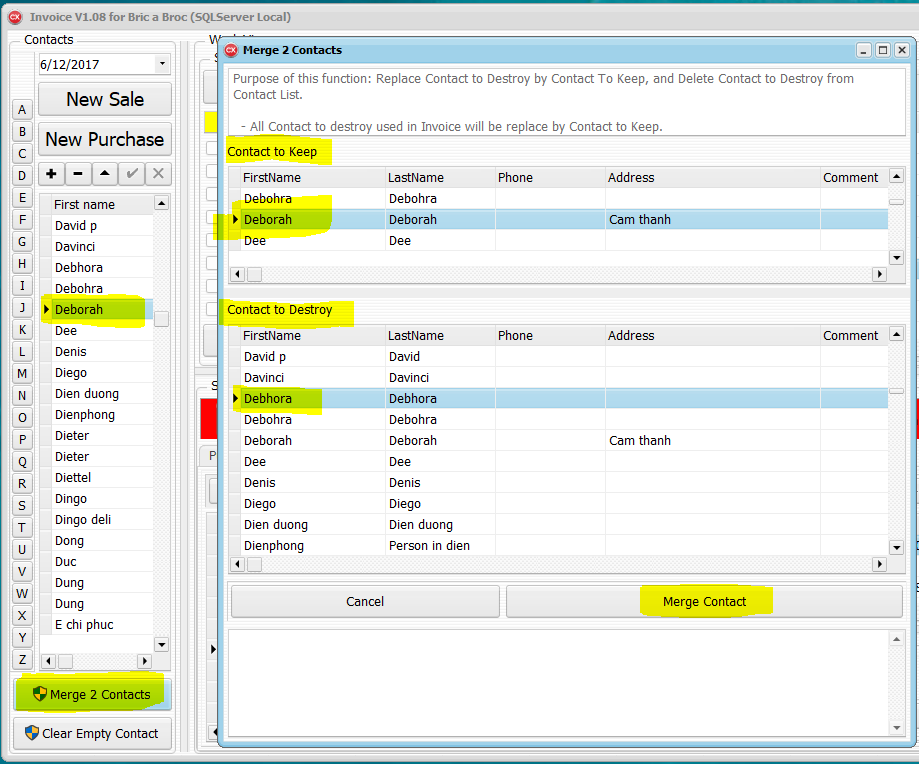 Invoice V1.08 for Bric a Broc (SQLServer Local)
Contacts
6/12/2017
New Sale
New Purchase
A
B
C
D
E
F
G
H
I
J
K
L
M
N
O
P
Q
R
S
T
U
V
W
X
Y
Z
First name
David p
Davinci
Debhora
Debohra
Deborah
Dee
Denis
Diego
Dien duong
Dienphong
Dieter
Dieter
Diettel
Dingo
Dingo deli
Dong
Duc
Dung
Dung
E chi phuc
Merge 2 Contacts
Clear Empty Contact
Merge 2 Contacts
Purpose of this function: Replace Contact to Destroy by Contact To Keep, and Delete Contact to Destroy from
Contact List.
- All Contact to destroy used in Invoice will be replace by Contact to Keep.
Contact to Keep
FirstName LastName Phone Address Comment
Debohra Debohra
Deborah Deborah Cam thanh
Dee Dee
Contact to Destroy
FirstName LastName Phone Address Comment
David p David
Davinci Davinci
Debhora Debhora
Debohra Debohra
Deborah Deborah Cam thanh
Dee Dee
Denis Denis
Diego Diego
Dien duong Dien duong
Dienphong Person in dien
Cancel Merge Contact